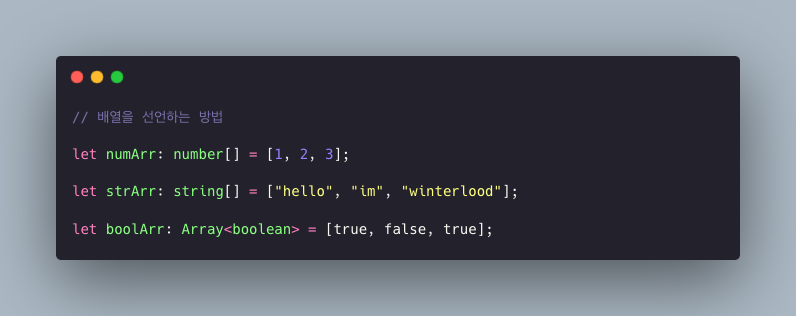 // 배열을 선언하는 방법
let numArr: number[] = [1, 2, 3];
let strArr: string[] = ["hello", "im", "winterlood"];
let boolArr: Array<boolean> = [true, false, true];